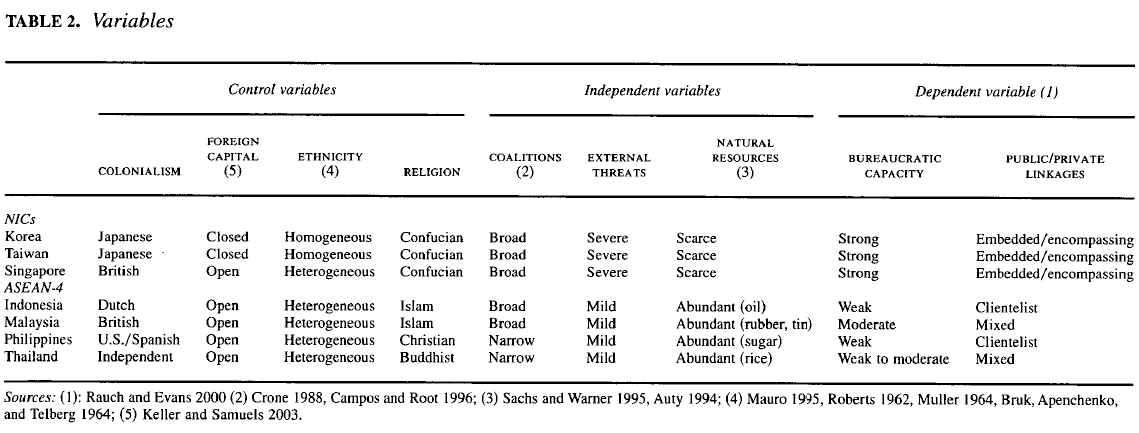 TABLE 2. Variables
Control variables Independent variables Dependent variable (1)
COLONIALISM FOREIGN CAPITAL (5) ETHNICITY (4) RELIGION COALITIONS (2) EXTERNAL THREATS NATURAL RESOURCES (3) BUREAUCRATIC CAPACITY PUBLIC/PRIVATE LINKAGES
NICs
Korea Japanese Closed Homogeneous Confucian Broad Severe Scarce Strong Embedded/encompassing
Taiwan Japanese Closed Homogeneous Confucian Broad Severe Scarce Strong Embedded/encompassing
Singapore British Open Heterogeneous Confucian Broad Severe Scarce Strong Embedded/encompassing
ASEAN-4
Indonesia Dutch Open Heterogeneous Islam Broad Mild Abundant (oil) Weak Clientelist
Malaysia British Open Heterogeneous Islam Broad Mild Abundant (rubber, tin) Moderate Mixed
Philippines U.S./Spanish Open Heterogeneous Christian Narrow Mild Abundant (sugar) Weak Clientelist
Thailand Independent Open Heterogeneous Buddhist Narrow Mild Abundant (rice) Weak to moderate Mixed
Sources: (1): Rauch and Evans 2000 (2) Crone 1988, Campos and Root 1996; (3) Sachs and Warner 1995, Auty 1994; (4) Mauro 1995, Roberts 1962, Muller 1964, Bruk, Apenchenko,
and Telberg 1964; (5) Keller and Samuels 2003.